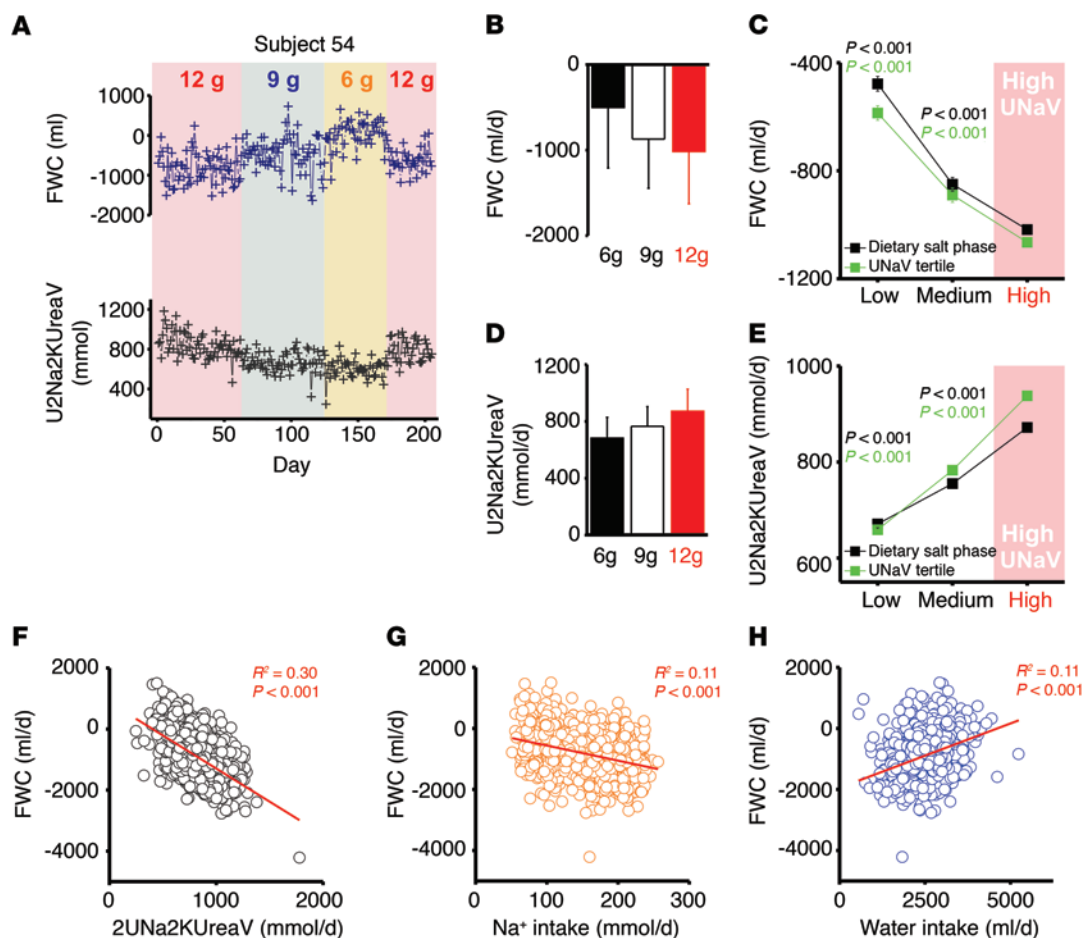 A
Subject 54
12 g 9 g 6 g 12 g
FWC (ml)
1000
0
-1000
-2000
U2Na2KUreaV
(mmol)
1200
800
400
0 50 100 150 200
Day
B
FWC (ml/d)
0
-1000
-2000
6g 9g 12g
C
FWC (ml/d)
-400
-800
-1200
P < 0.001
P < 0.001
P < 0.001
P < 0.001
High
UNaV
Dietary salt phase
UNaV tertile
Low Medium High
D
U2Na2KUreaV
(mmol/d)
1200
800
400
0
6g 9g 12g
E
U2Na2KUreaV (mmol/d)
1000
800
600
P < 0.001
P < 0.001
P < 0.001
P < 0.001
High
UNaV
Dietary salt phase
UNaV tertile
Low Medium High
F
FWC (ml/d)
2000
0
-2000
-4000
R² = 0.30
P < 0.001
0 1000 2000
2UNa2KUreaV (mmol/d)
G
FWC (ml/d)
2000
0
-2000
-4000
R² = 0.11
P < 0.001
0 100 200 300
Na⁺ intake (mmol/d)
H
FWC (ml/d)
2000
0
-2000
-4000
R² = 0.11
P < 0.001
0 2500 5000
Water intake (ml/d)